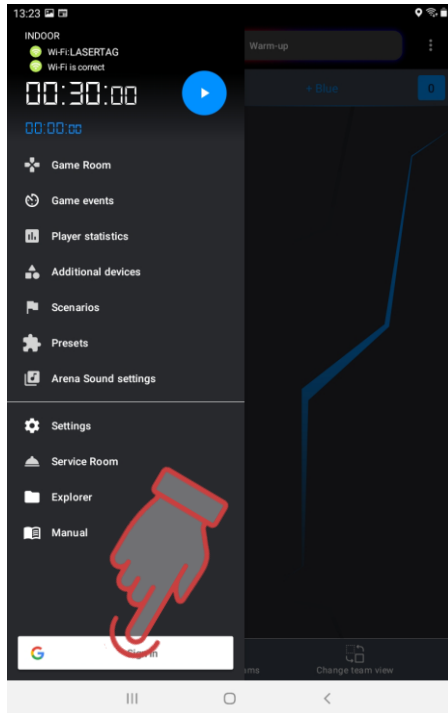 13:23
INDOOR
Wi-Fi:LASERTAG
Wi-Fi is correct
00:30:00
00:00:00
Warm-up
+ Blue
0
Game Room
Game events
Player statistics
Additional devices
Scenarios
Presets
Arena Sound settings
Settings
Service Room
Explorer
Manual
Sign in
ams
Change team view